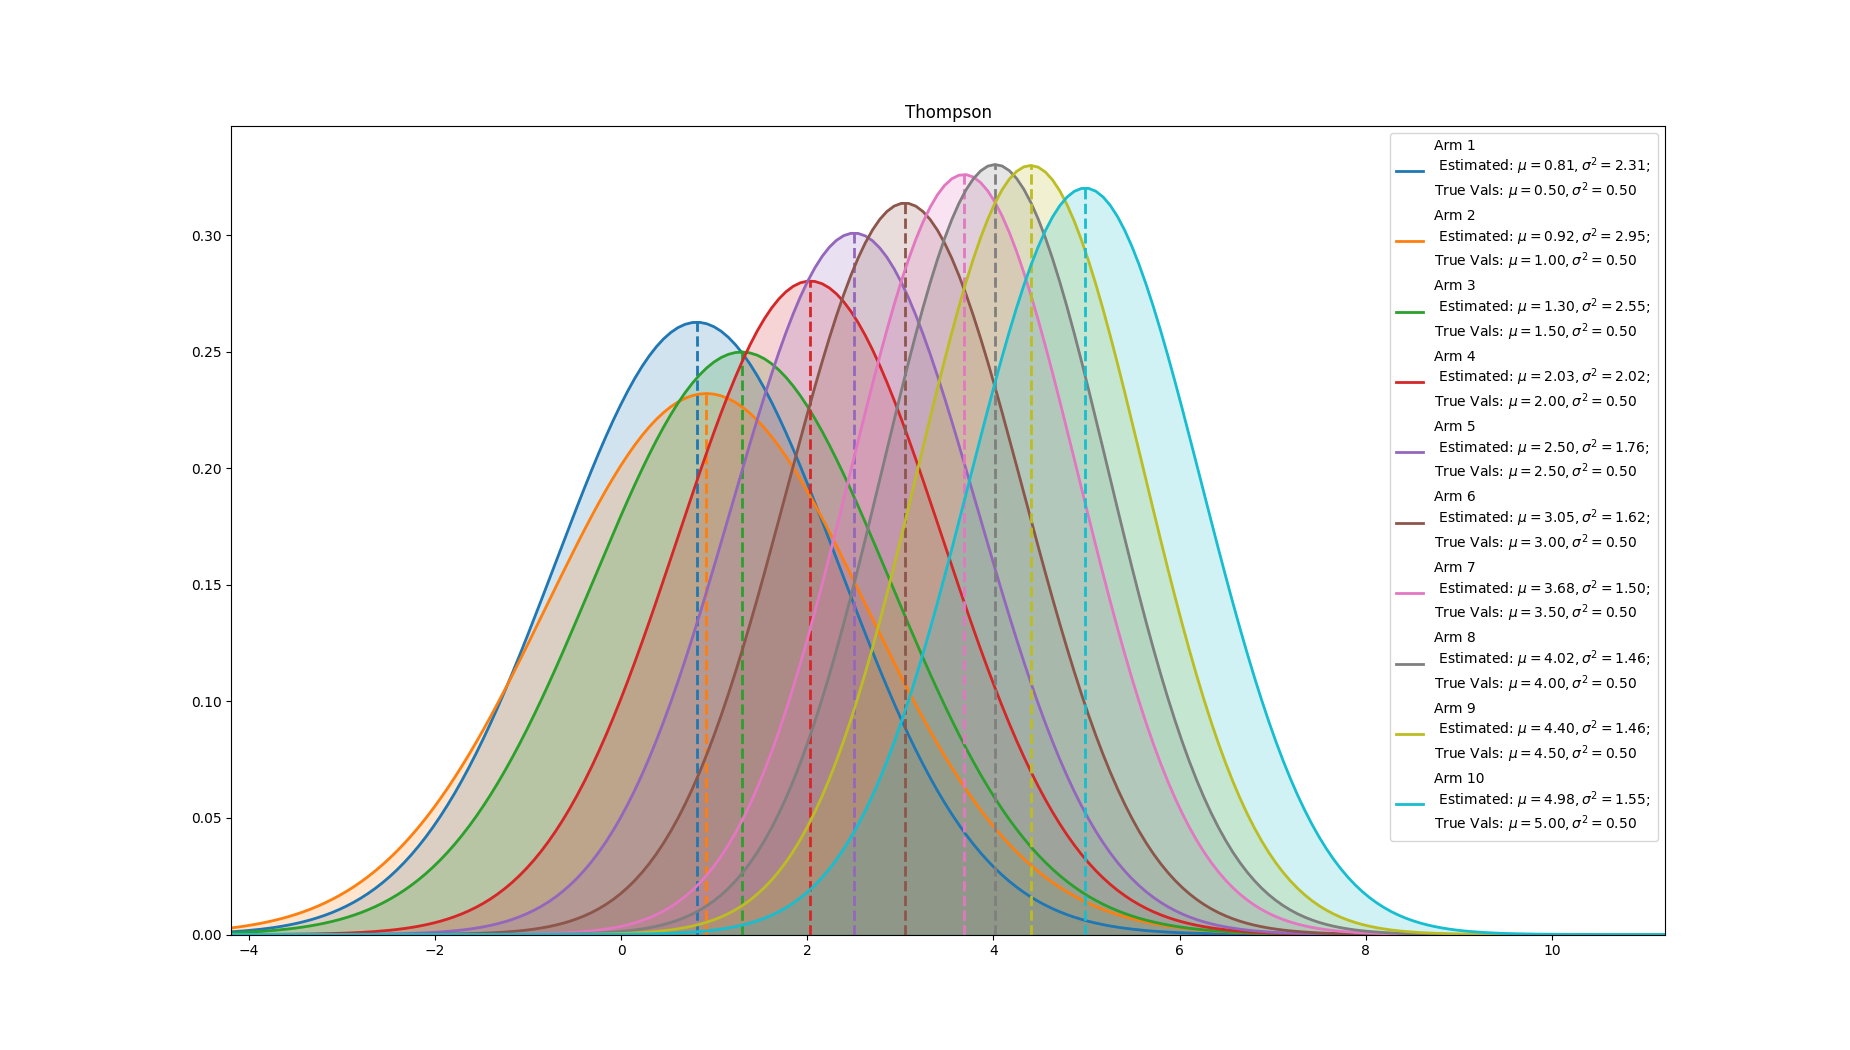 Thompson
0.30
0.25
0.20
0.15
0.10
0.05
0.00
−4
−2
0
2
4
6
8
10
Arm 1
Estimated: μ = 0.81, σ² = 2.31;
True Vals: μ = 0.50, σ² = 0.50
Arm 2
Estimated: μ = 0.92, σ² = 2.95;
True Vals: μ = 1.00, σ² = 0.50
Arm 3
Estimated: μ = 1.30, σ² = 2.55;
True Vals: μ = 1.50, σ² = 0.50
Arm 4
Estimated: μ = 2.03, σ² = 2.02;
True Vals: μ = 2.00, σ² = 0.50
Arm 5
Estimated: μ = 2.50, σ² = 1.76;
True Vals: μ = 2.50, σ² = 0.50
Arm 6
Estimated: μ = 3.05, σ² = 1.62;
True Vals: μ = 3.00, σ² = 0.50
Arm 7
Estimated: μ = 3.68, σ² = 1.50;
True Vals: μ = 3.50, σ² = 0.50
Arm 8
Estimated: μ = 4.02, σ² = 1.46;
True Vals: μ = 4.00, σ² = 0.50
Arm 9
Estimated: μ = 4.40, σ² = 1.46;
True Vals: μ = 4.50, σ² = 0.50
Arm 10
Estimated: μ = 4.98, σ² = 1.55;
True Vals: μ = 5.00, σ² = 0.50